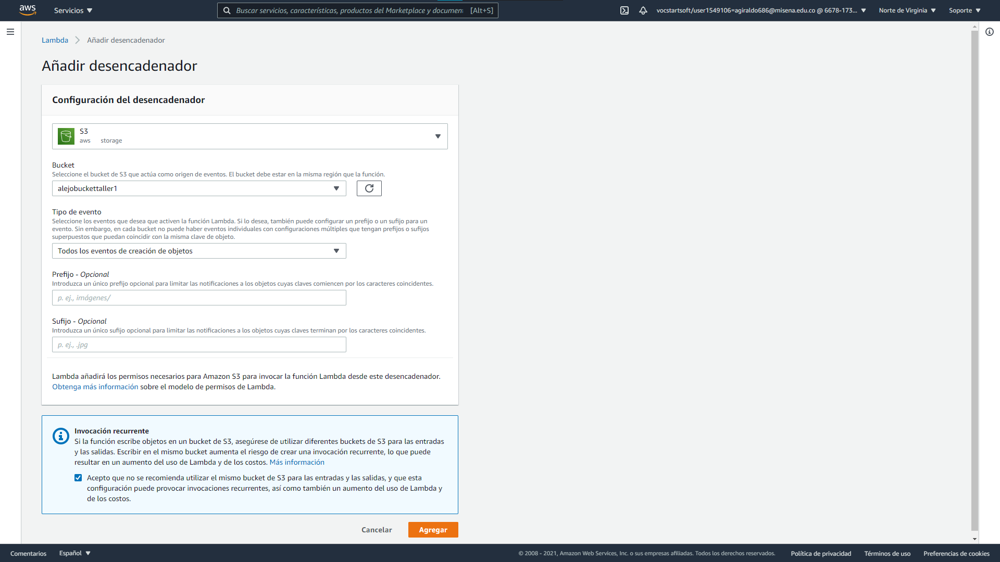 aws
Servicios
Buscar servicios, características, productos del Marketplace y document
[Alt+S]
vocstartsoft/user1549106=agiraldo686@misena.edu.co @ 6678-173...
Norte de Virginia
Soporte
Lambda
Añadir desencadenador
Añadir desencadenador
Configuración del desencadenador
S3
aws storage
Bucket
Seleccione el bucket de S3 que actúa como origen de eventos. El bucket debe estar en la misma región que la función.
alejobuckettaller1
Tipo de evento
Seleccione los eventos que desea que activen la función Lambda. Si lo desea, también puede configurar un prefijo o un sufijo para un
evento. Sin embargo, en cada bucket no puede haber eventos individuales con configuraciones múltiples que tengan prefijos o sufijos
superpuestos que puedan coincidir con la misma clave de objeto.
Todos los eventos de creación de objetos
Prefijo - Opcional
Introduzca un único prefijo opcional para limitar las notificaciones a los objetos cuyas claves comiencen por los caracteres coincidentes.
p. ej., imágenes/
Sufijo - Opcional
Introduzca un único sufijo opcional para limitar las notificaciones a los objetos cuyas claves terminan por los caracteres coincidentes.
p. ej., .jpg
Lambda añadirá los permisos necesarios para Amazon S3 para invocar la función Lambda desde este desencadenador.
Obtenga más información sobre el modelo de permisos de Lambda.
Invocación recurrente
Si la función escribe objetos en un bucket de S3, asegúrese de utilizar diferentes buckets de S3 para las entradas
y las salidas. Escribir en el mismo bucket aumenta el riesgo de crear una invocación recurrente, lo que puede
resultar en un aumento del uso de Lambda y de los costos. Más información
Acepto que no se recomienda utilizar el mismo bucket de S3 para las entradas y las salidas, y que esta
configuración puede provocar invocaciones recurrentes, así como también un aumento del uso de Lambda y
de los costos.
Cancelar
Agregar
Comentarios
Español
© 2008 - 2021, Amazon Web Services, Inc. o sus empresas afiliadas. Todos los derechos reservados.
Política de privacidad
Términos de uso
Preferencias de cookies